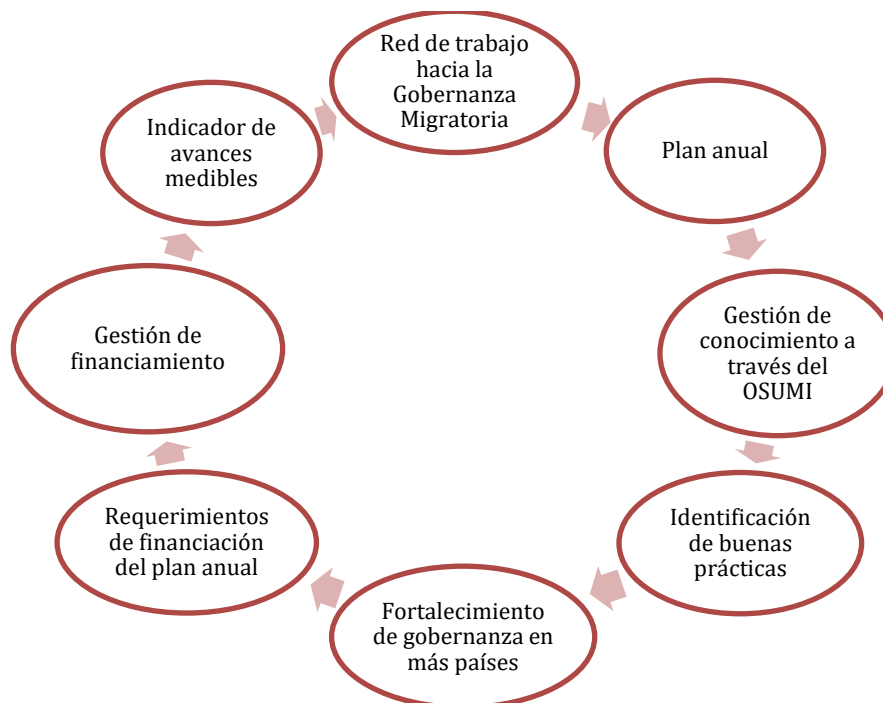 Red de trabajo
hacia la
Gobernanza
Migratoria
Plan anual
Gestión de
conocimiento a
través del
OSUMI
Identificación
de buenas
prácticas
Fortalecimiento
de gobernanza en
más países
Requerimientos
de financiación
del plan anual
Gestión de
financiamiento
Indicador de
avances
medibles